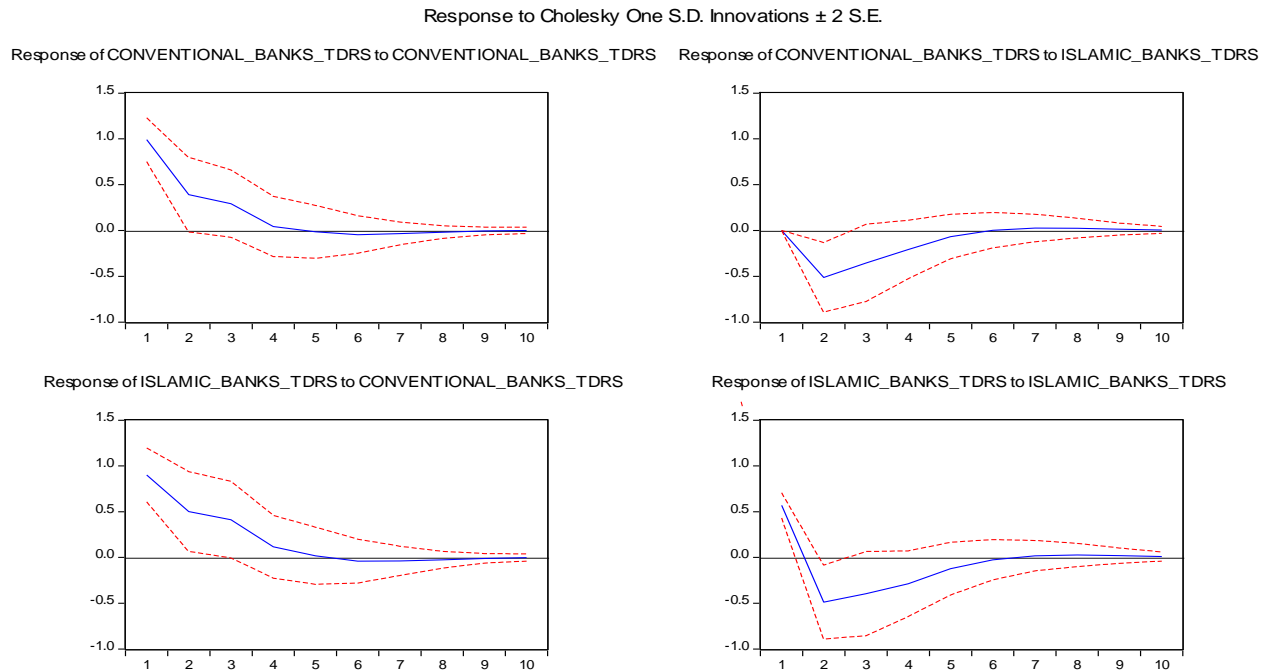 Response to Cholesky One S.D. Innovations ± 2 S.E.
Response of CONVENTIONAL_BANKS_TDRS to CONVENTIONAL_BANKS_TDRS
1.5
1.0
0.5
0.0
-0.5
-1.0
1 2 3 4 5 6 7 8 9 10
Response of CONVENTIONAL_BANKS_TDRS to ISLAMIC_BANKS_TDRS
1.5
1.0
0.5
0.0
-0.5
-1.0
1 2 3 4 5 6 7 8 9 10
Response of ISLAMIC_BANKS_TDRS to CONVENTIONAL_BANKS_TDRS
1.5
1.0
0.5
0.0
-0.5
-1.0
1 2 3 4 5 6 7 8 9 10
Response of ISLAMIC_BANKS_TDRS to ISLAMIC_BANKS_TDRS
1.5
1.0
0.5
0.0
-0.5
-1.0
1 2 3 4 5 6 7 8 9 10